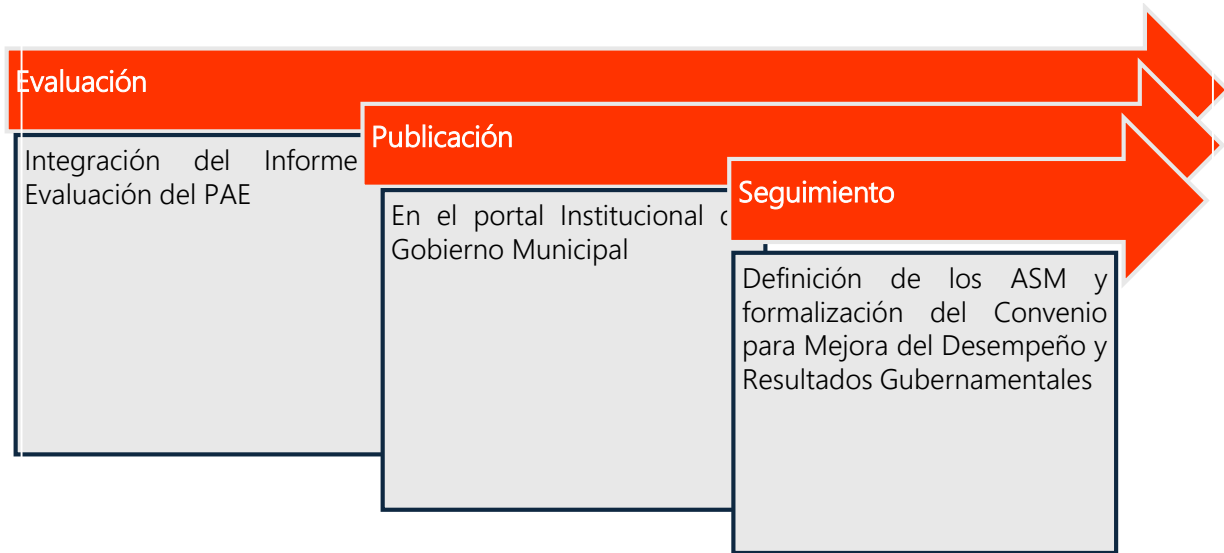 Evaluación
Integración del Informe
Evaluación del PAE
Publicación
En el portal Institucional
Gobierno Municipal
Seguimiento
Definición de los ASM y
formalización del Convenio
para Mejora del Desempeño y
Resultados Gubernamentales